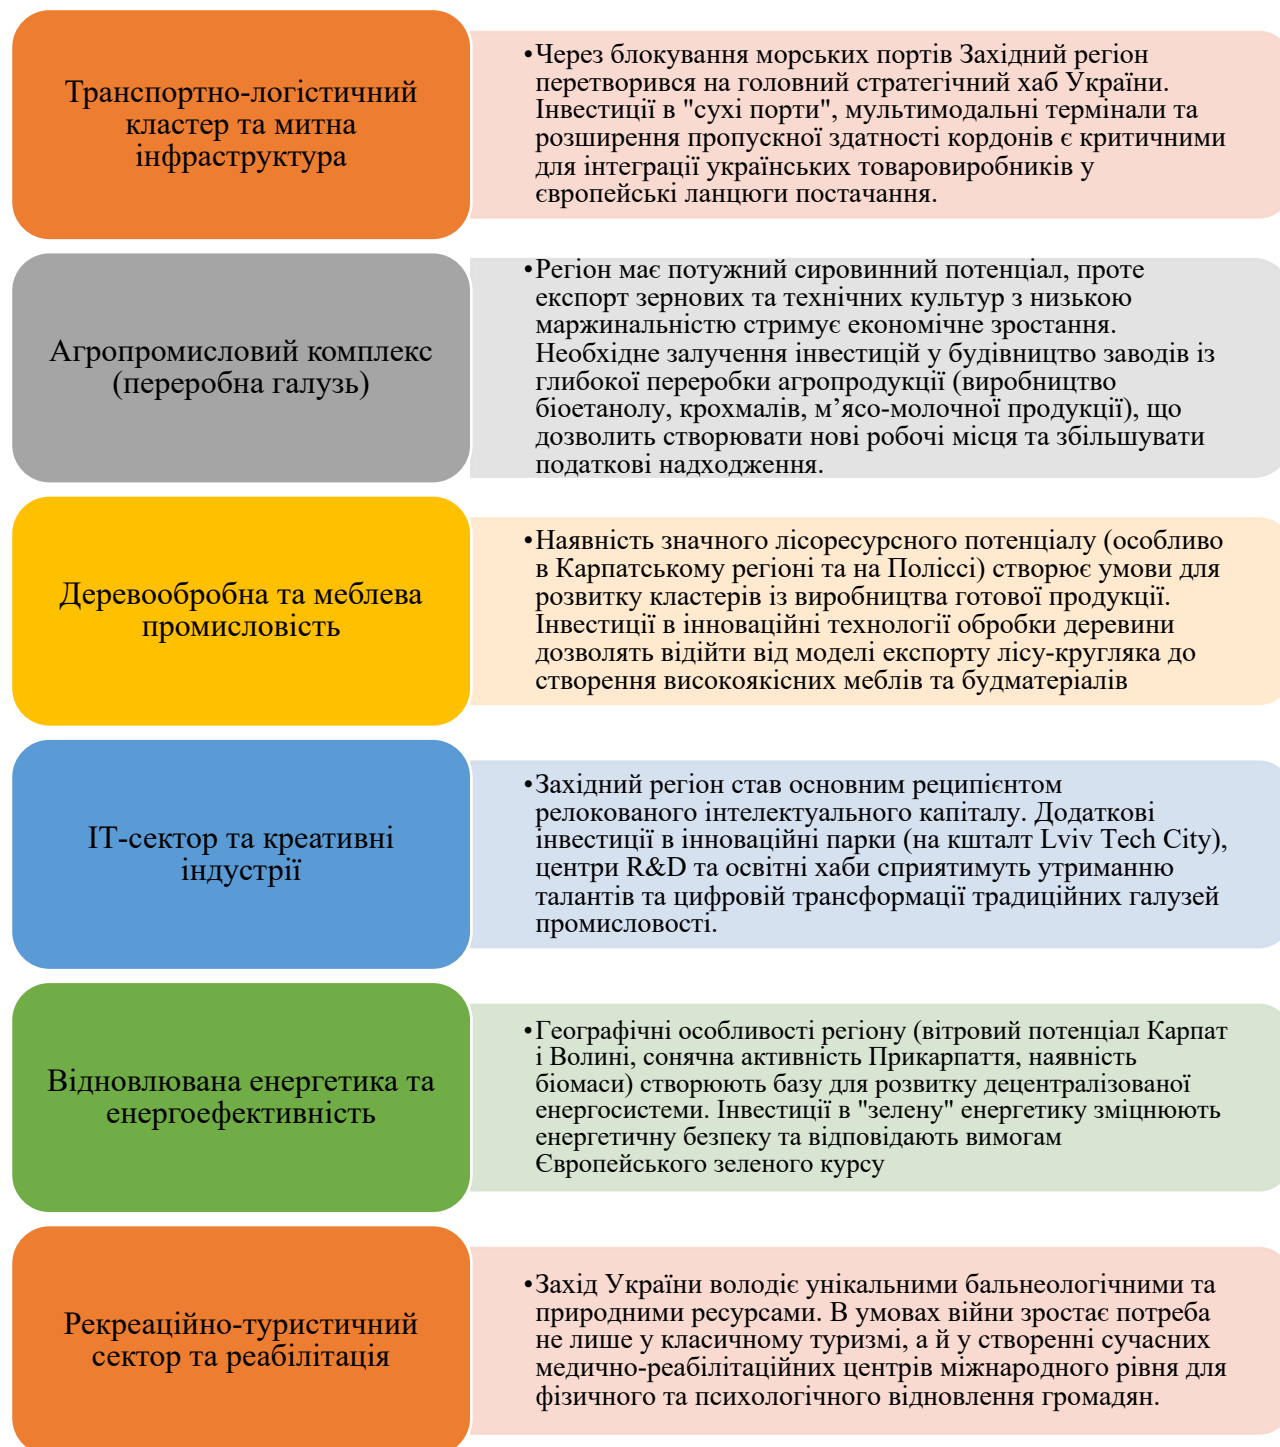 Транспортно-логістичний
кластер та митна
інфраструктура
•Через блокування морських портів Західний регіон
перетворився на головний стратегічний хаб України.
Інвестиції в "сухі порти", мультимодальні термінали та
розширення пропускної здатності кордонів є критичними
для інтеграції українських товаровиробників у
європейські ланцюги постачання.
Агропромисловий комплекс
(переробна галузь)
•Регіон має потужний сировинний потенціал, проте
експорт зернових та технічних культур з низькою
маржинальністю стримує економічне зростання.
Необхідне залучення інвестицій у будівництво заводів із
глибокої переробки агропродукції (виробництво
біоетанолу, крохмалів, м’ясо-молочної продукції), що
дозволить створювати нові робочі місця та збільшувати
податкові надходження.
Деревообробна та меблева
промисловість
•Наявність значного лісоресурсного потенціалу (особливо
в Карпатському регіоні та на Поліссі) створює умови для
розвитку кластерів із виробництва готової продукції.
Інвестиції в інноваційні технології обробки деревини
дозволять відійти від моделі експорту лісу-кругляка до
створення високоякісних меблів та будматеріалів
ІТ-сектор та креативні
індустрії
•Західний регіон став основним реципієнтом
релокованого інтелектуального капіталу. Додаткові
інвестиції в інноваційні парки (на кшталт Lviv Tech City),
центри R&D та освітні хаби сприятимуть утриманню
талантів та цифровій трансформації традиційних галузей
промисловості.
Відновлювана енергетика та
енергоефективність
•Географічні особливості регіону (вітровий потенціал Карпат
і Волині, сонячна активність Прикарпаття, наявність
біомаси) створюють базу для розвитку децентралізованої
енергосистеми. Інвестиції в "зелену" енергетику зміцнюють
енергетичну безпеку та відповідають вимогам
Європейського зеленого курсу
Рекреаційно-туристичний
сектор та реабілітація
•Захід України володіє унікальними бальнеологічними та
природними ресурсами. В умовах війни зростає потреба
не лише у класичному туризмі, а й у створенні сучасних
медично-реабілітаційних центрів міжнародного рівня для
фізичного та психологічного відновлення громадян.